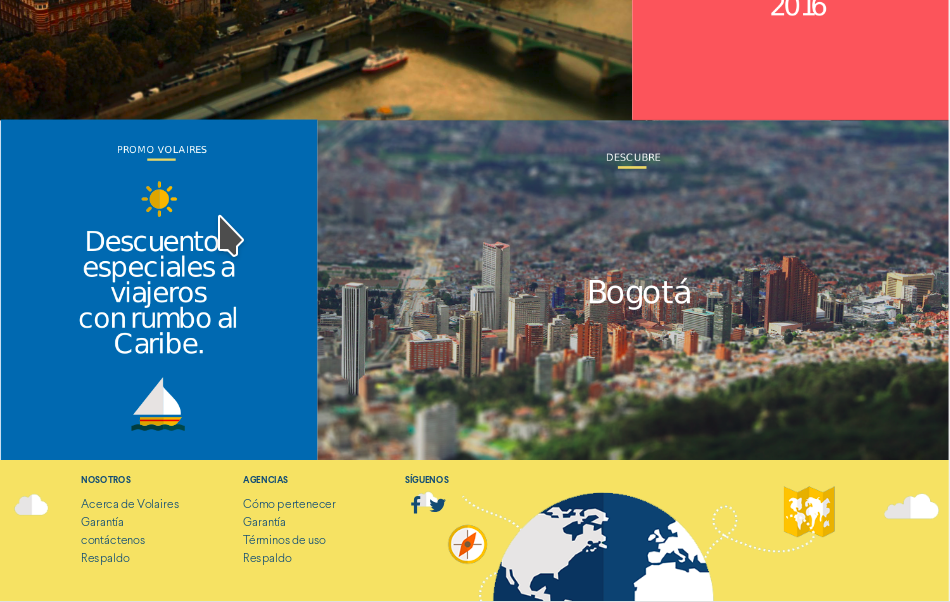 2016
PROMO VOLAIRES
Descuento
especiales a
viajeros
con rumbo al
Caribe.
DESCUBRE
Bogotá
NOSOTROS
Acerca de Volaires
Garantía
contáctenos
Respaldo
AGENCIAS
Cómo pertenecer
Garantía
Términos de uso
Respaldo
SÍGUENOS